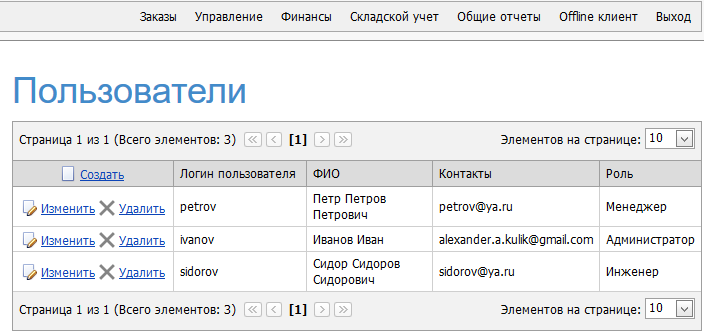 Заказы Управление Финансы Складской учет Общие отчеты Offline клиент Выход
Пользователи
Страница 1 из 1 (Всего элементов: 3) [1] Элементов на странице: 10
Создать Логин пользователя ФИО Контакты Роль
Изменить Удалить petrov Петр Петров petrov@ya.ru Менеджер
Петрович
Изменить Удалить ivanov Иванов Иван alexander.a.kulik@gmail.com Администратор
Изменить Удалить sidorov Сидор Сидоров sidorov@ya.ru Инженер
Сидорович
Страница 1 из 1 (Всего элементов: 3) [1] Элементов на странице: 10